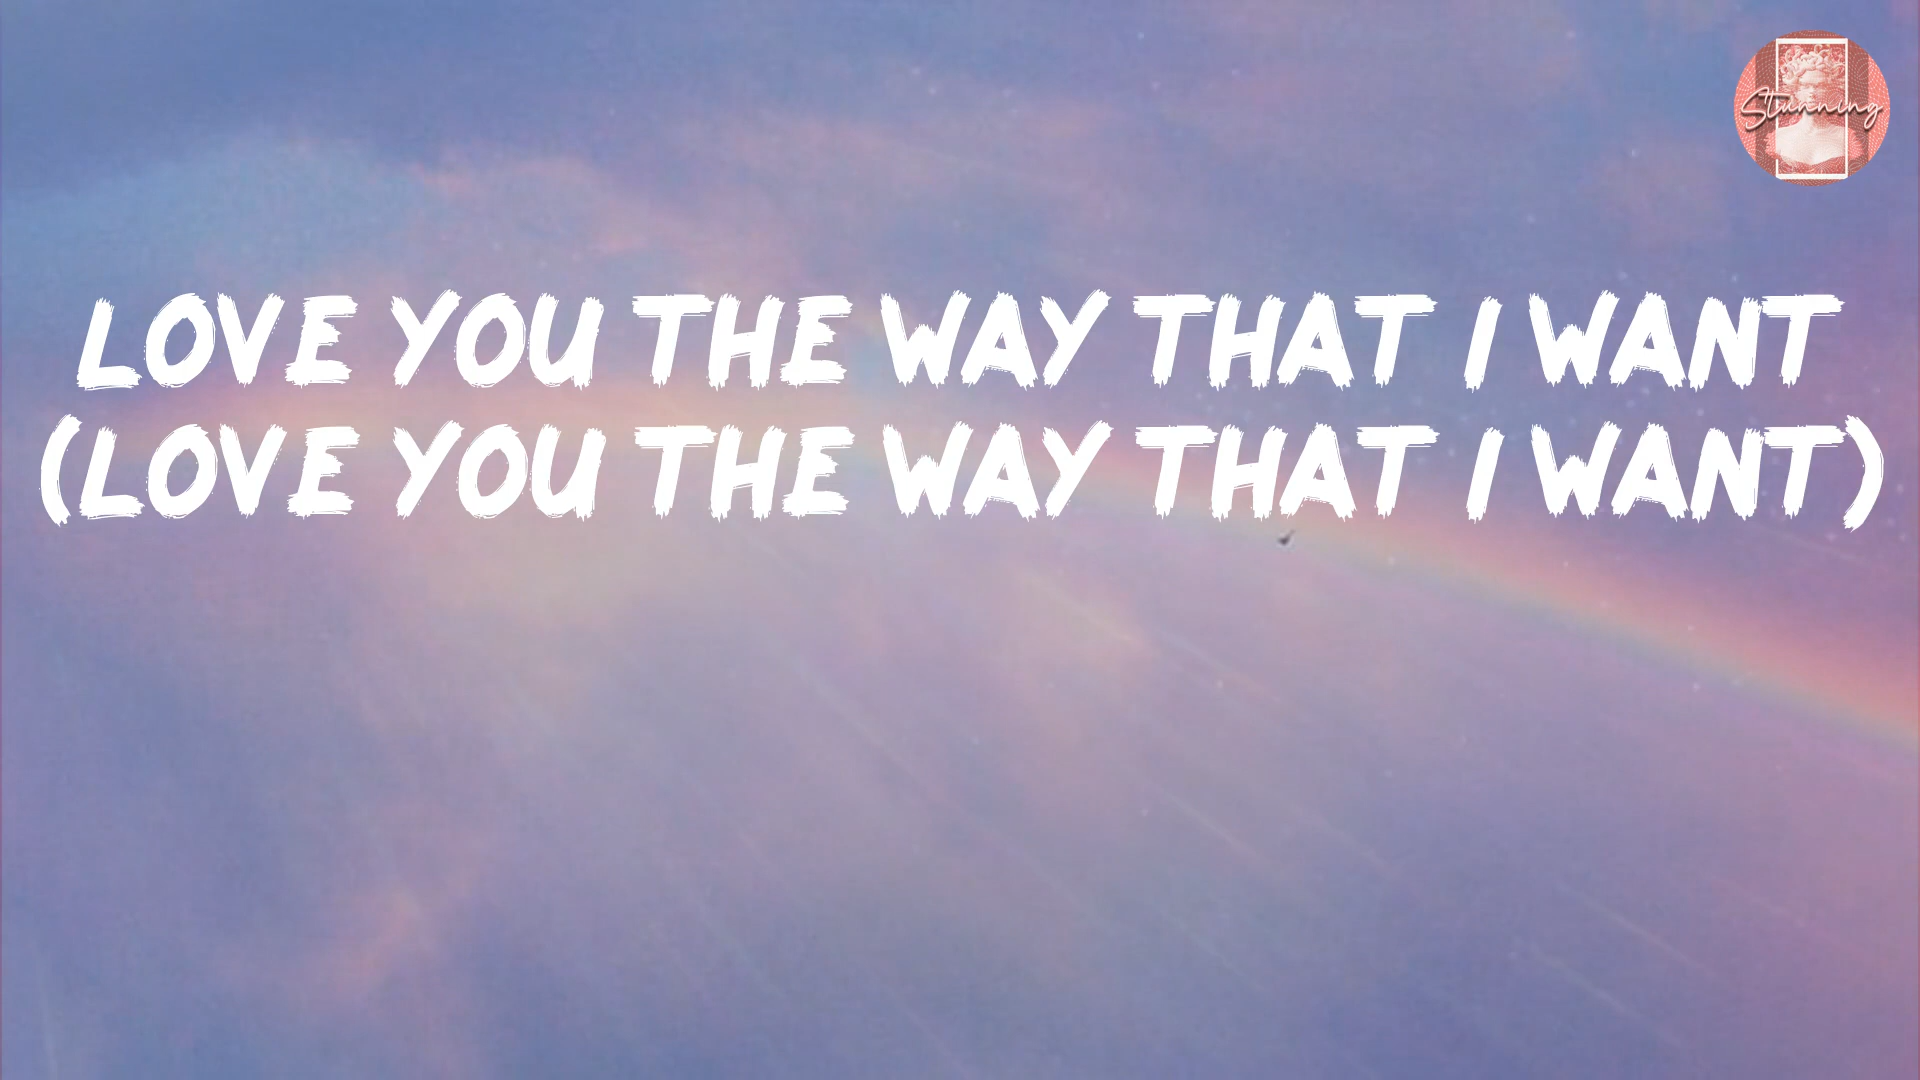 Stunning
LOVE YOU THE WAY THAT I WANT
(LOVE YOU THE WAY THAT I WANT)